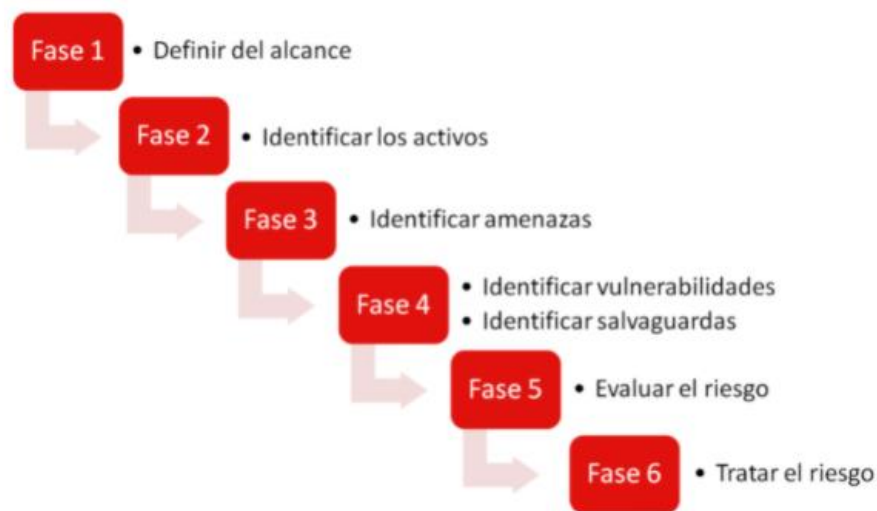 Fase 1 • Definir del alcance
Fase 2 • Identificar los activos
Fase 3 • Identificar amenazas
Fase 4 • Identificar vulnerabilidades
• Identificar salvaguardas
Fase 5 • Evaluar el riesgo
Fase 6 • Tratar el riesgo